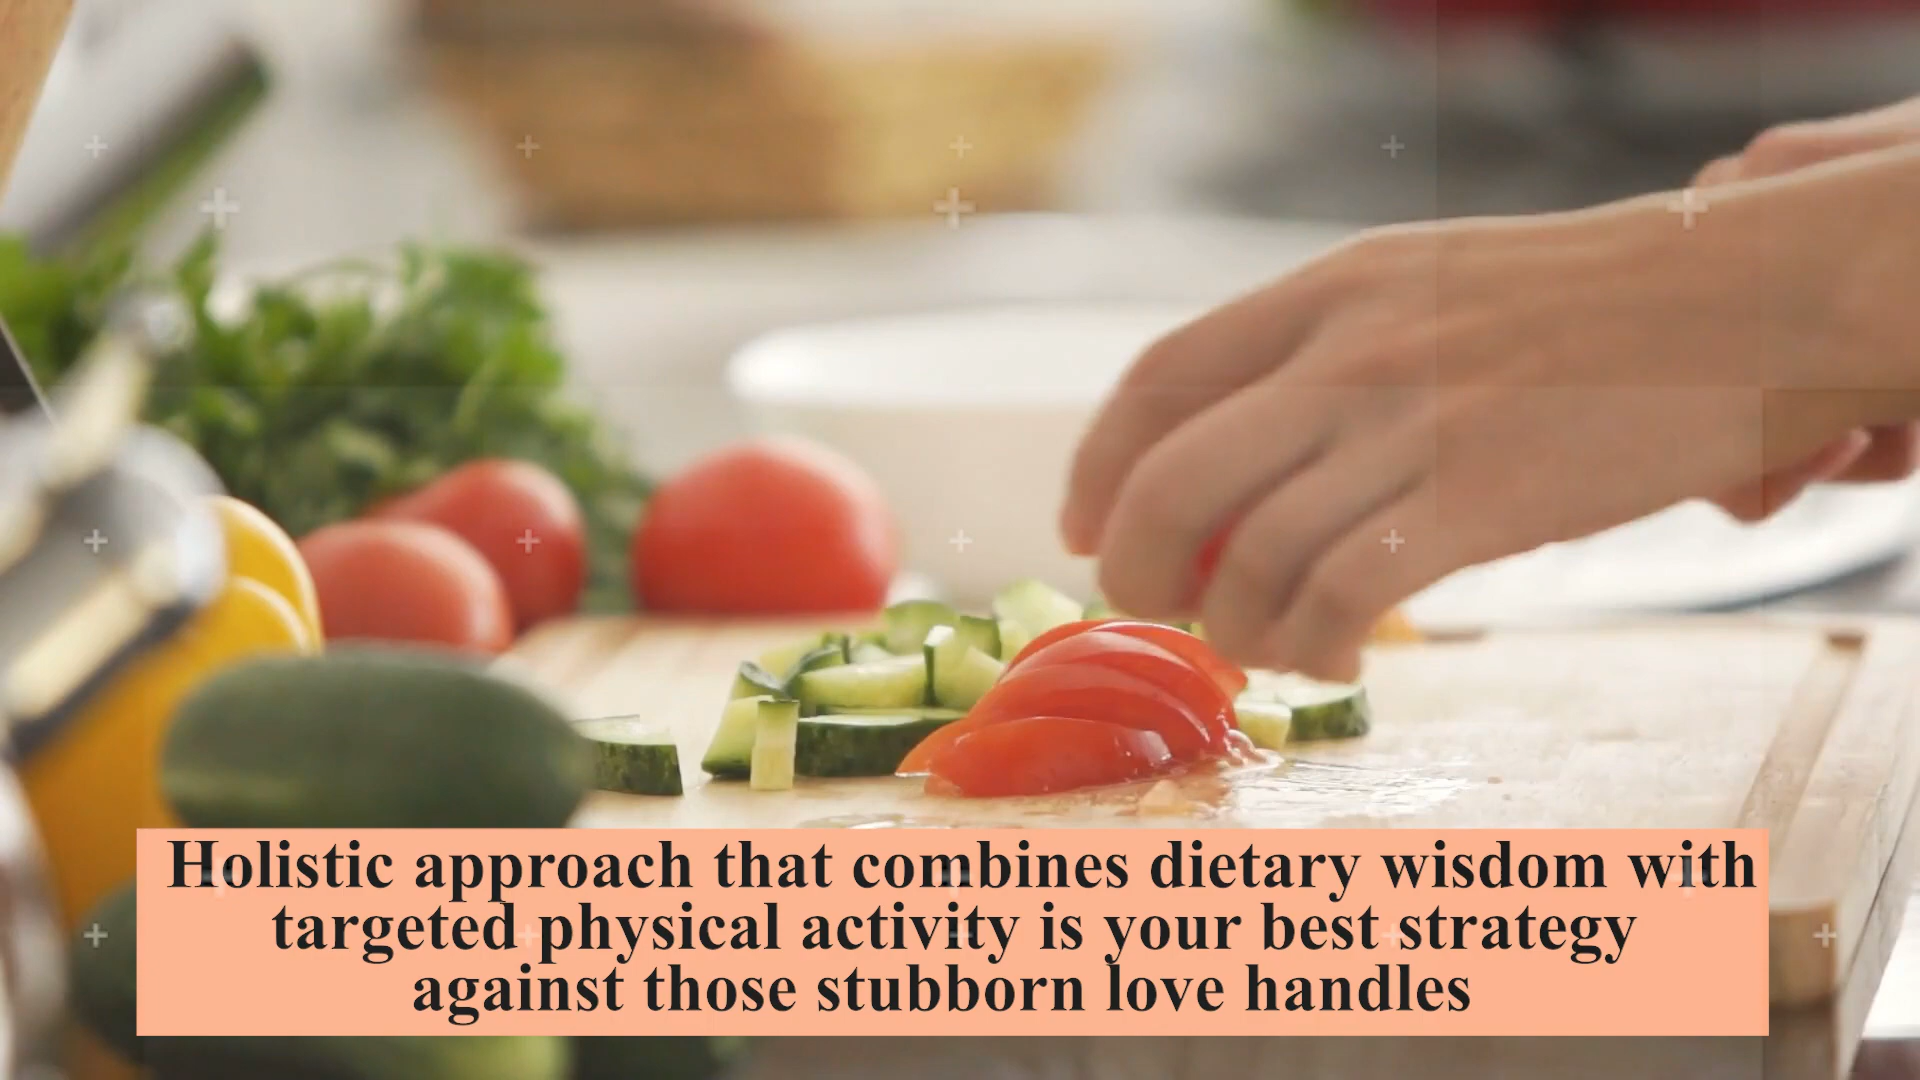 Holistic approach that combines dietary wisdom with
targeted physical activity is your best strategy
against those stubborn love handles